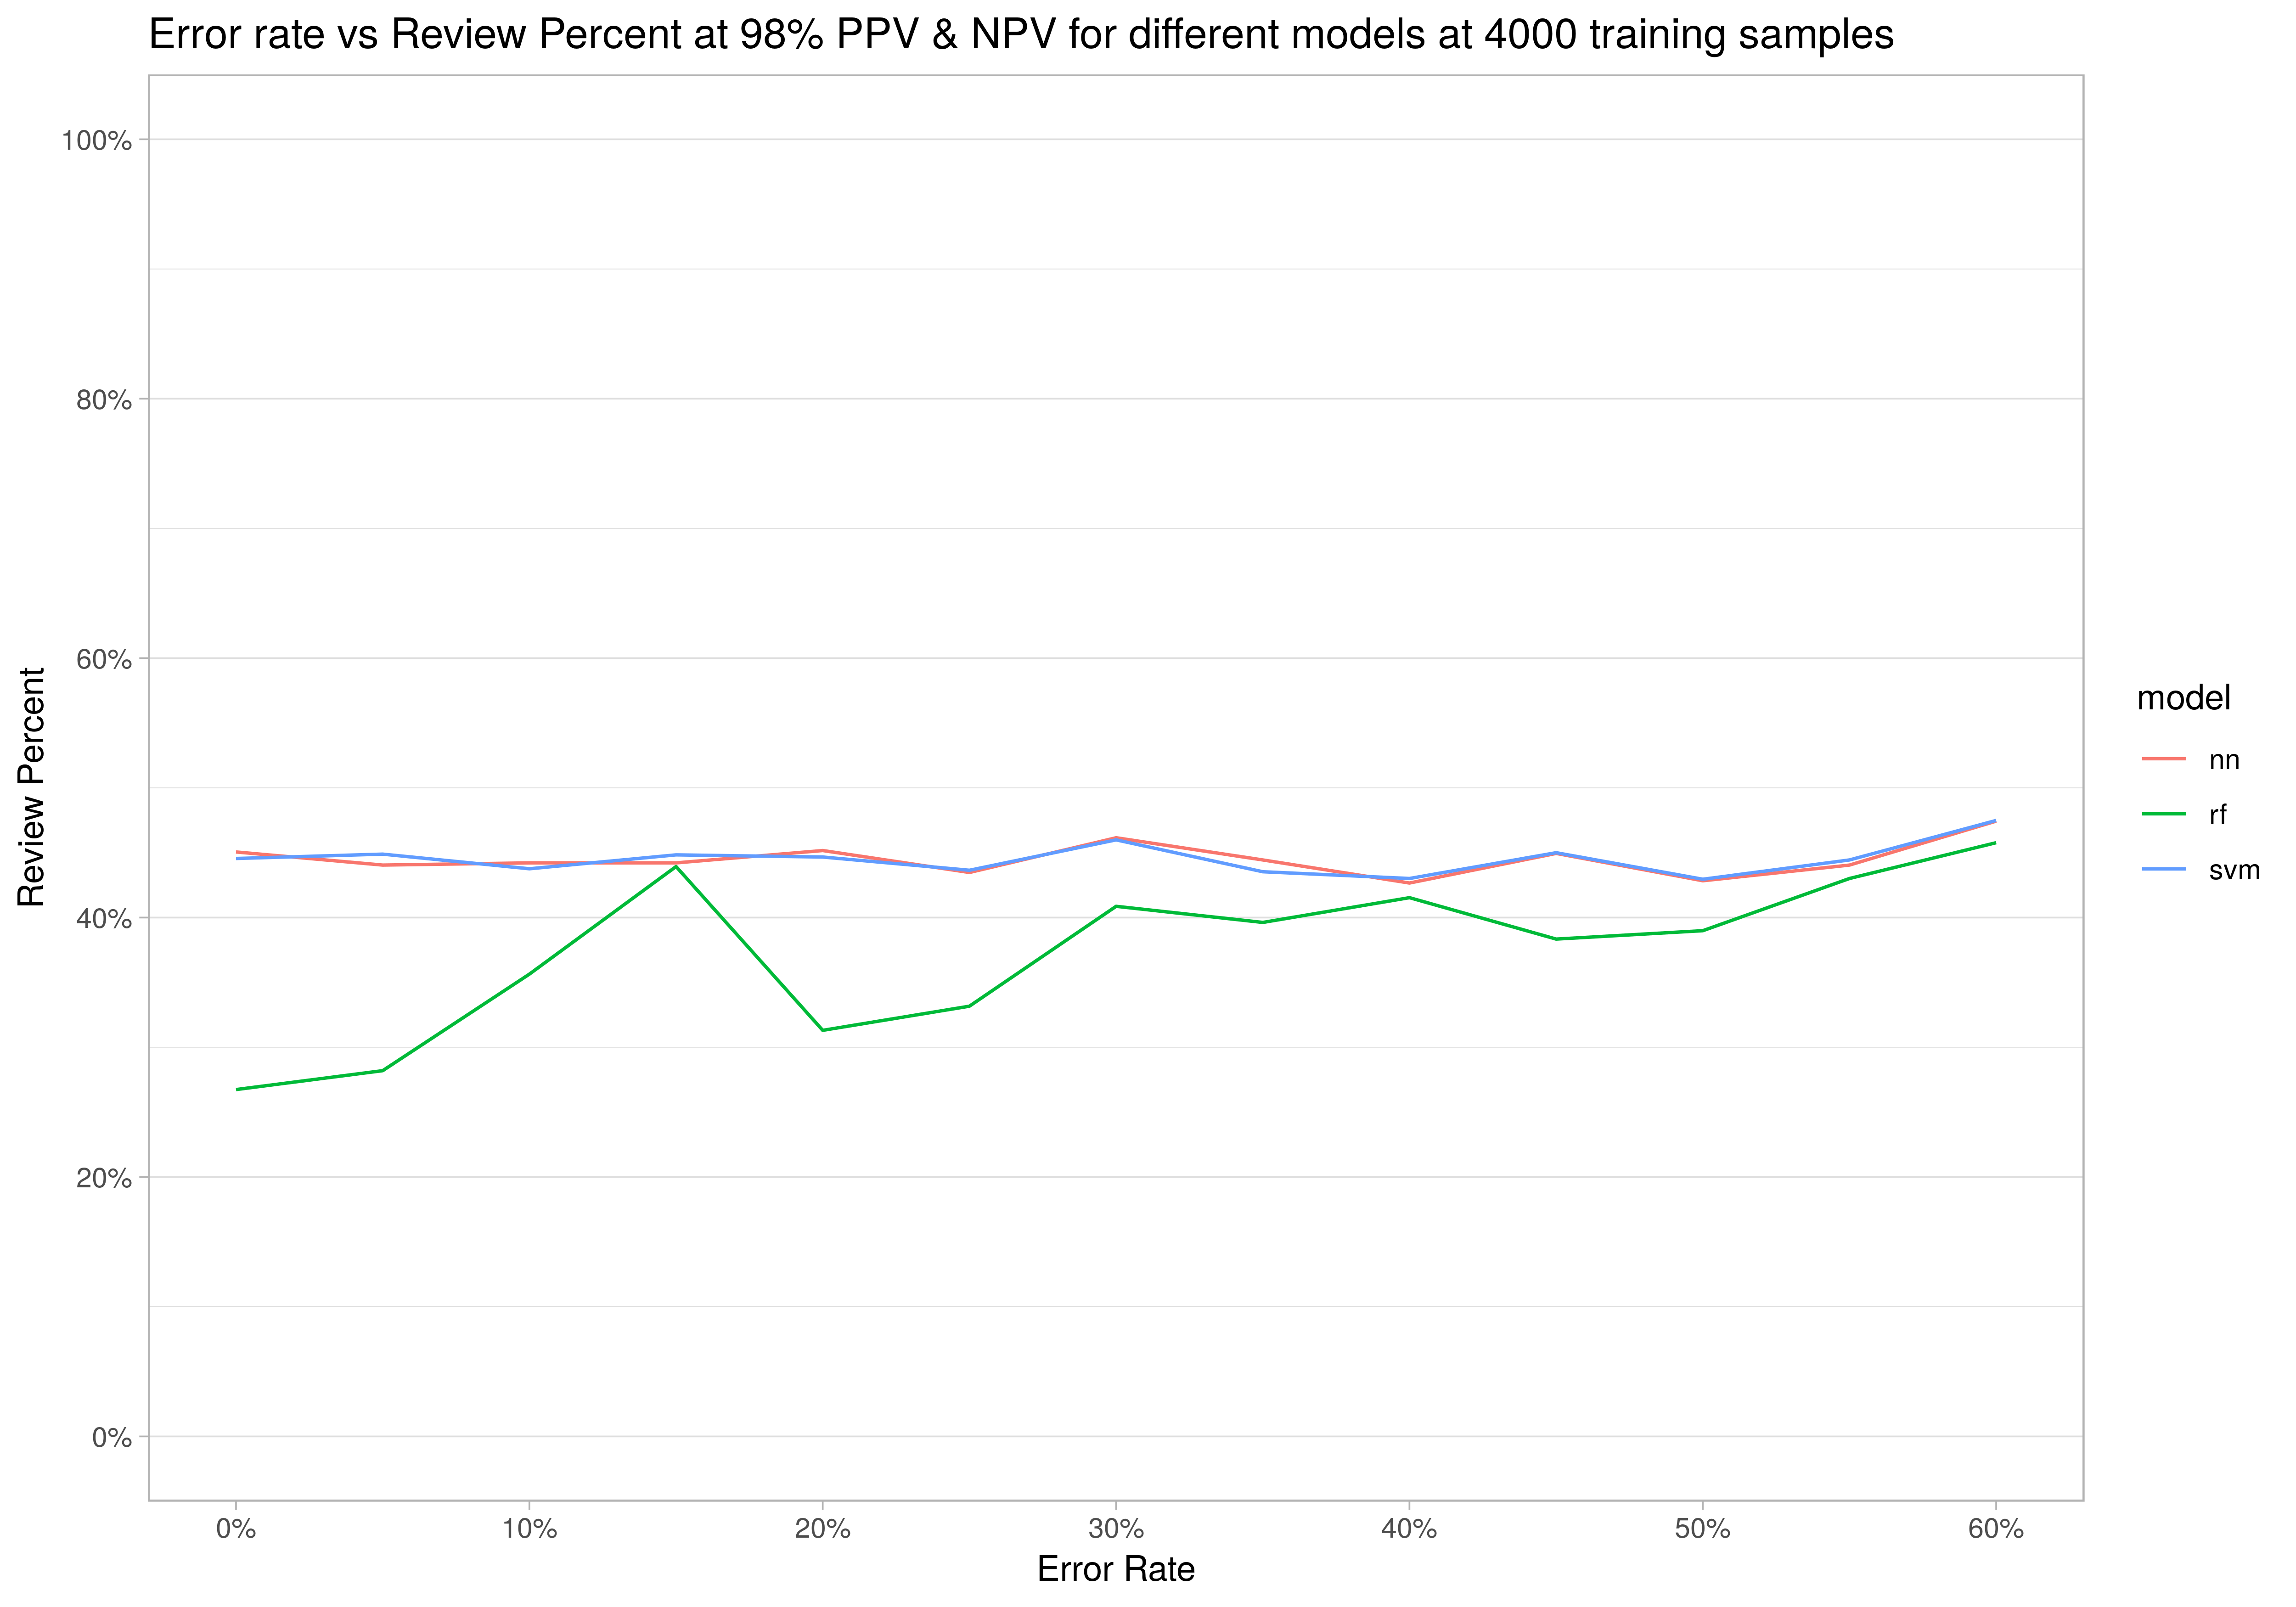 Error rate vs Review Percent at 98% PPV & NPV for different models at 4000 training samples
100%
80%
60%
40%
20%
0%
Review Percent
0% 10% 20% 30% 40% 50% 60%
Error Rate
model
nn
rf
svm